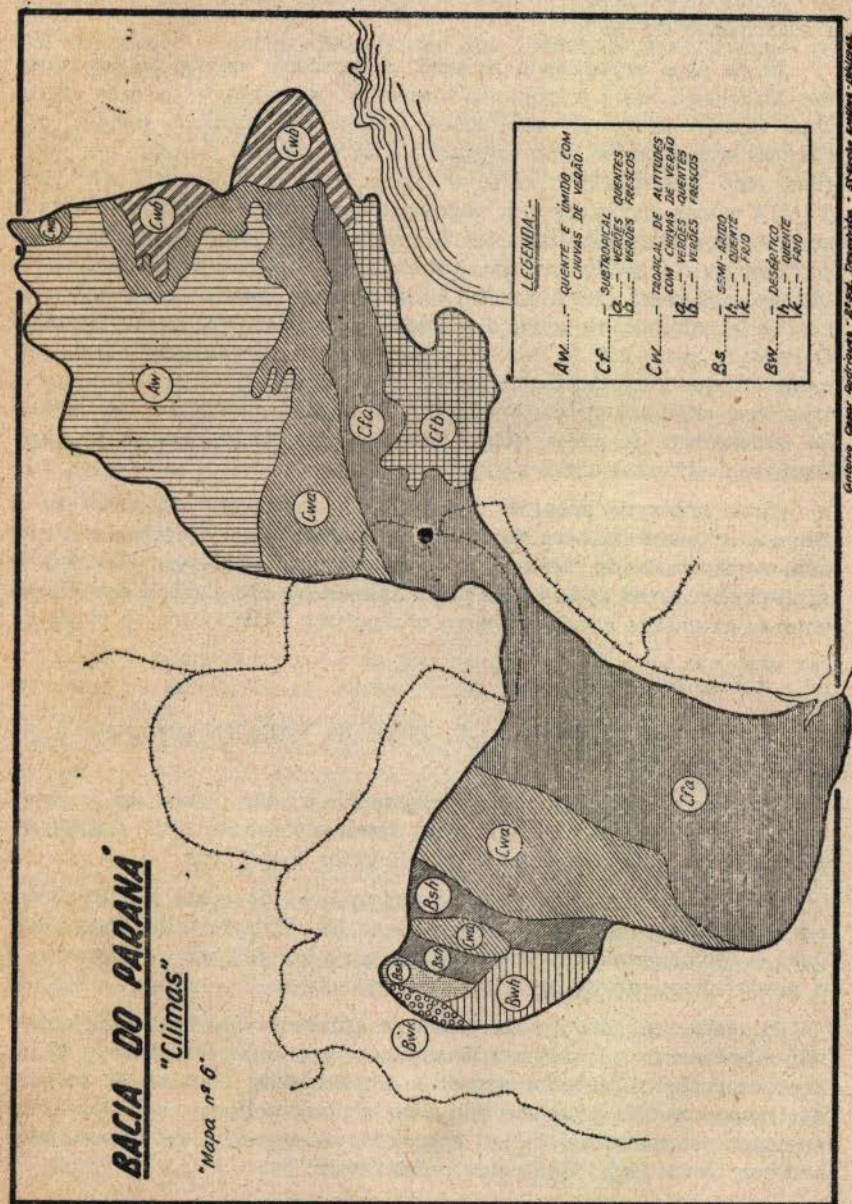 BACIA DO PARANÁ
"Climas"
"Mapa nº 6"
Cwb
Cwb
Aw
Cwa
Cfa
Cfb
Cfa
Cwa
Bsh
Cwa
Bsh
Bsh
Bwh
Bwk
LEGENDA:-
Aw......- QUENTE E ÚMIDO COM
CHUVAS DE VERÃO.
Cf......- SUBTROPICAL
a..- VERÕES QUENTES
b..- VERÕES FRESCOS
Cw......- TROPICAL DE ALTITUDES
COM CHUVAS DE VERÃO
a..- VERÕES QUENTES
b..- VERÕES FRESCOS
Bs......- SEMI-ÁRIDO
h..- QUENTE
k..- FRIO
Bw......- DESÉRTICO
h..- QUENTE
k..- FRIO